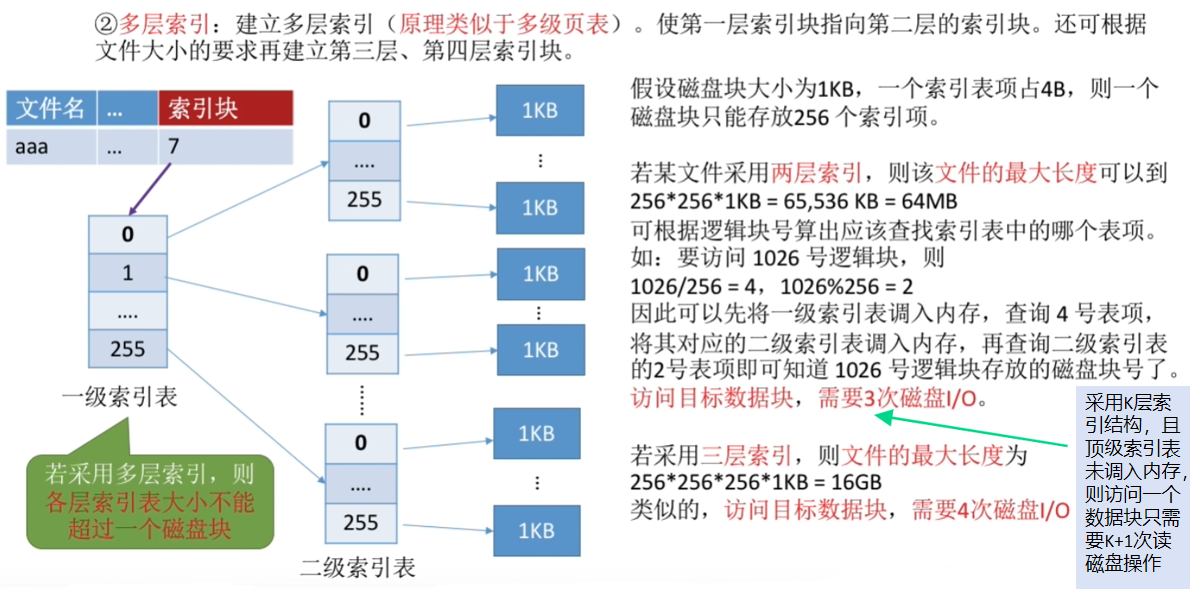 ②多层索引：建立多层索引（原理类似于多级页表）。使第一层索引块指向第二层的索引块。还可根据
文件大小的要求再建立第三层、第四层索引块。
文件名 ... 索引块
aaa ... 7
0
1
....
255
一级索引表
若采用多层索引，则
各层索引表大小不能
超过一个磁盘块
0
....
255
0
....
255
0
....
255
二级索引表
1KB
1KB
1KB
1KB
1KB
1KB
假设磁盘块大小为1KB，一个索引表项占4B，则一个
磁盘块只能存放256 个索引项。
若某文件采用两层索引，则该文件的最大长度可以到
256*256*1KB = 65,536 KB = 64MB
可根据逻辑块号算出应该查找索引表中的哪个表项。
如：要访问 1026 号逻辑块，则
1026/256 = 4，1026%256 = 2
因此可以先将一级索引表调入内存，查询 4 号表项，
将其对应的二级索引表调入内存，再查询二级索引表
的2号表项即可知道 1026 号逻辑块存放的磁盘块号了。
访问目标数据块，需要3次磁盘I/O。
若采用三层索引，则文件的最大长度为
256*256*256*1KB = 16GB
类似的，访问目标数据块，需要4次磁盘I/O
采用K层索
引结构，且
顶级索引表
未调入内存，
则访问一个
数据块只需
要K+1次读
磁盘操作